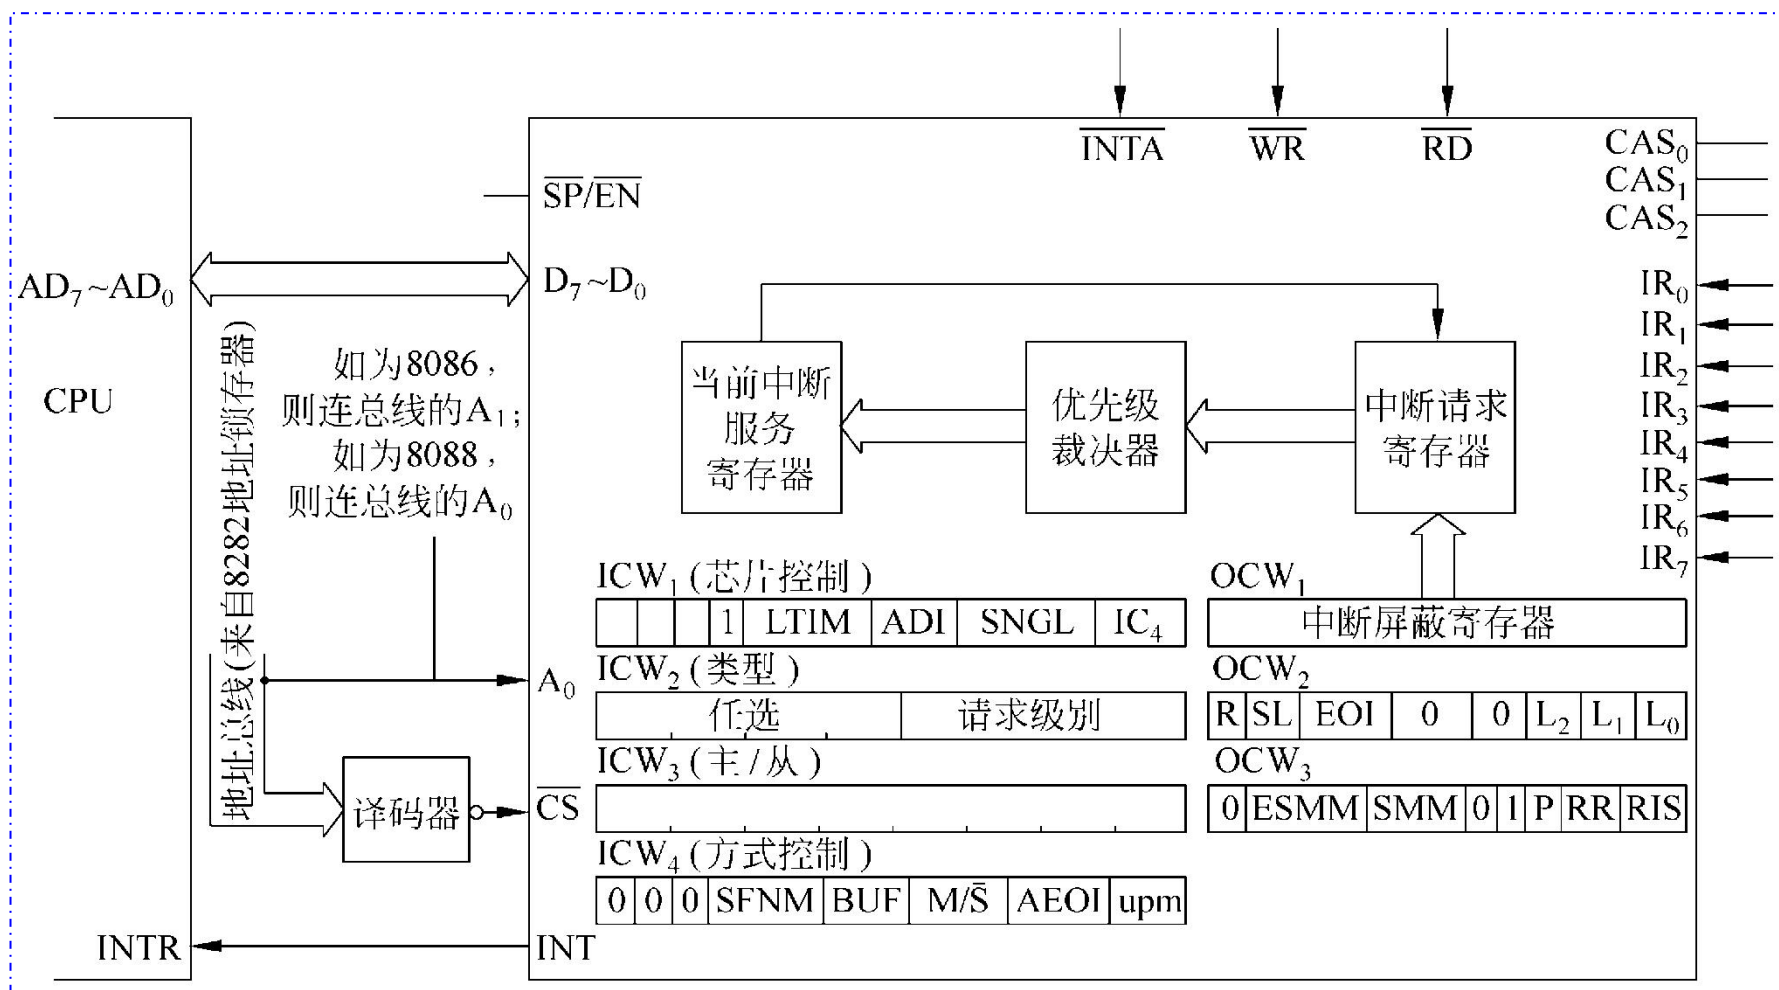 INTA
WR
RD
CAS0
CAS1
CAS2
SP/EN
AD7~AD0
D7~D0
IR0
IR1
IR2
IR3
IR4
IR5
IR6
IR7
CPU
地址总线(来自8282地址锁存器)
如为8086，
则连总线的A1;
如为8088，
则连总线的A0
当前中断
服务
寄存器
优先级
裁决器
中断请求
寄存器
ICW1(芯片控制)
1 LTIM ADI SNGL IC4
OCW1
中断屏蔽寄存器
A0
ICW2(类型)
任选 请求级别
OCW2
R SL EOI 0 0 L2 L1 L0
译码器
CS
ICW3(主/从)
OCW3
0 ESMM SMM 0 1 P RR RIS
ICW4(方式控制)
0 0 0 SFNM BUF M/S̄ AEOI upm
INTR
INT